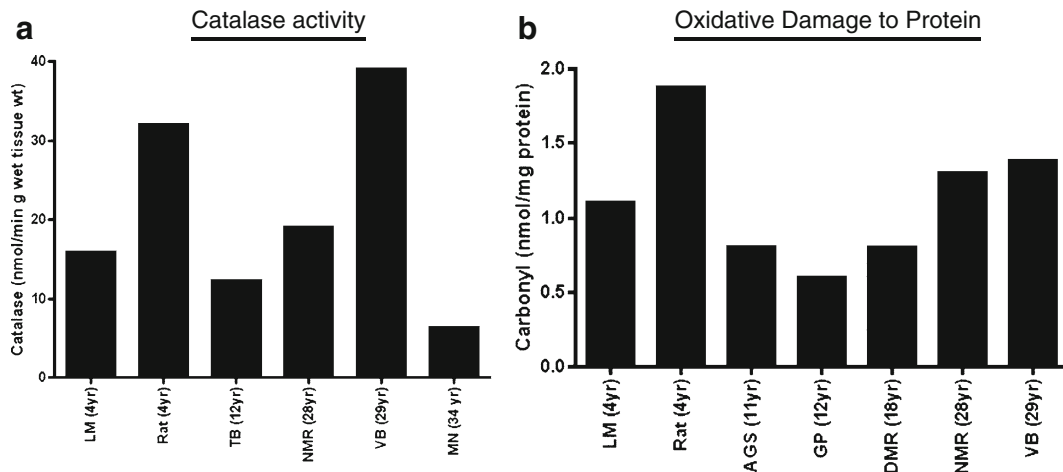 a
Catalase activity
Catalase (nmol/min g wet tissue wt)
40
30
20
10
0
LM (4yr)
Rat (4yr)
TB (12yr)
NMR (28yr)
VB (29yr)
MN (34 yr)
b
Oxidative Damage to Protein
Carbonyl (nmol/mg protein)
2.0
1.5
1.0
0.5
0.0
LM (4yr)
Rat (4yr)
AGS (11yr)
GP (12yr)
DMR (18yr)
NMR (28yr)
VB (29yr)